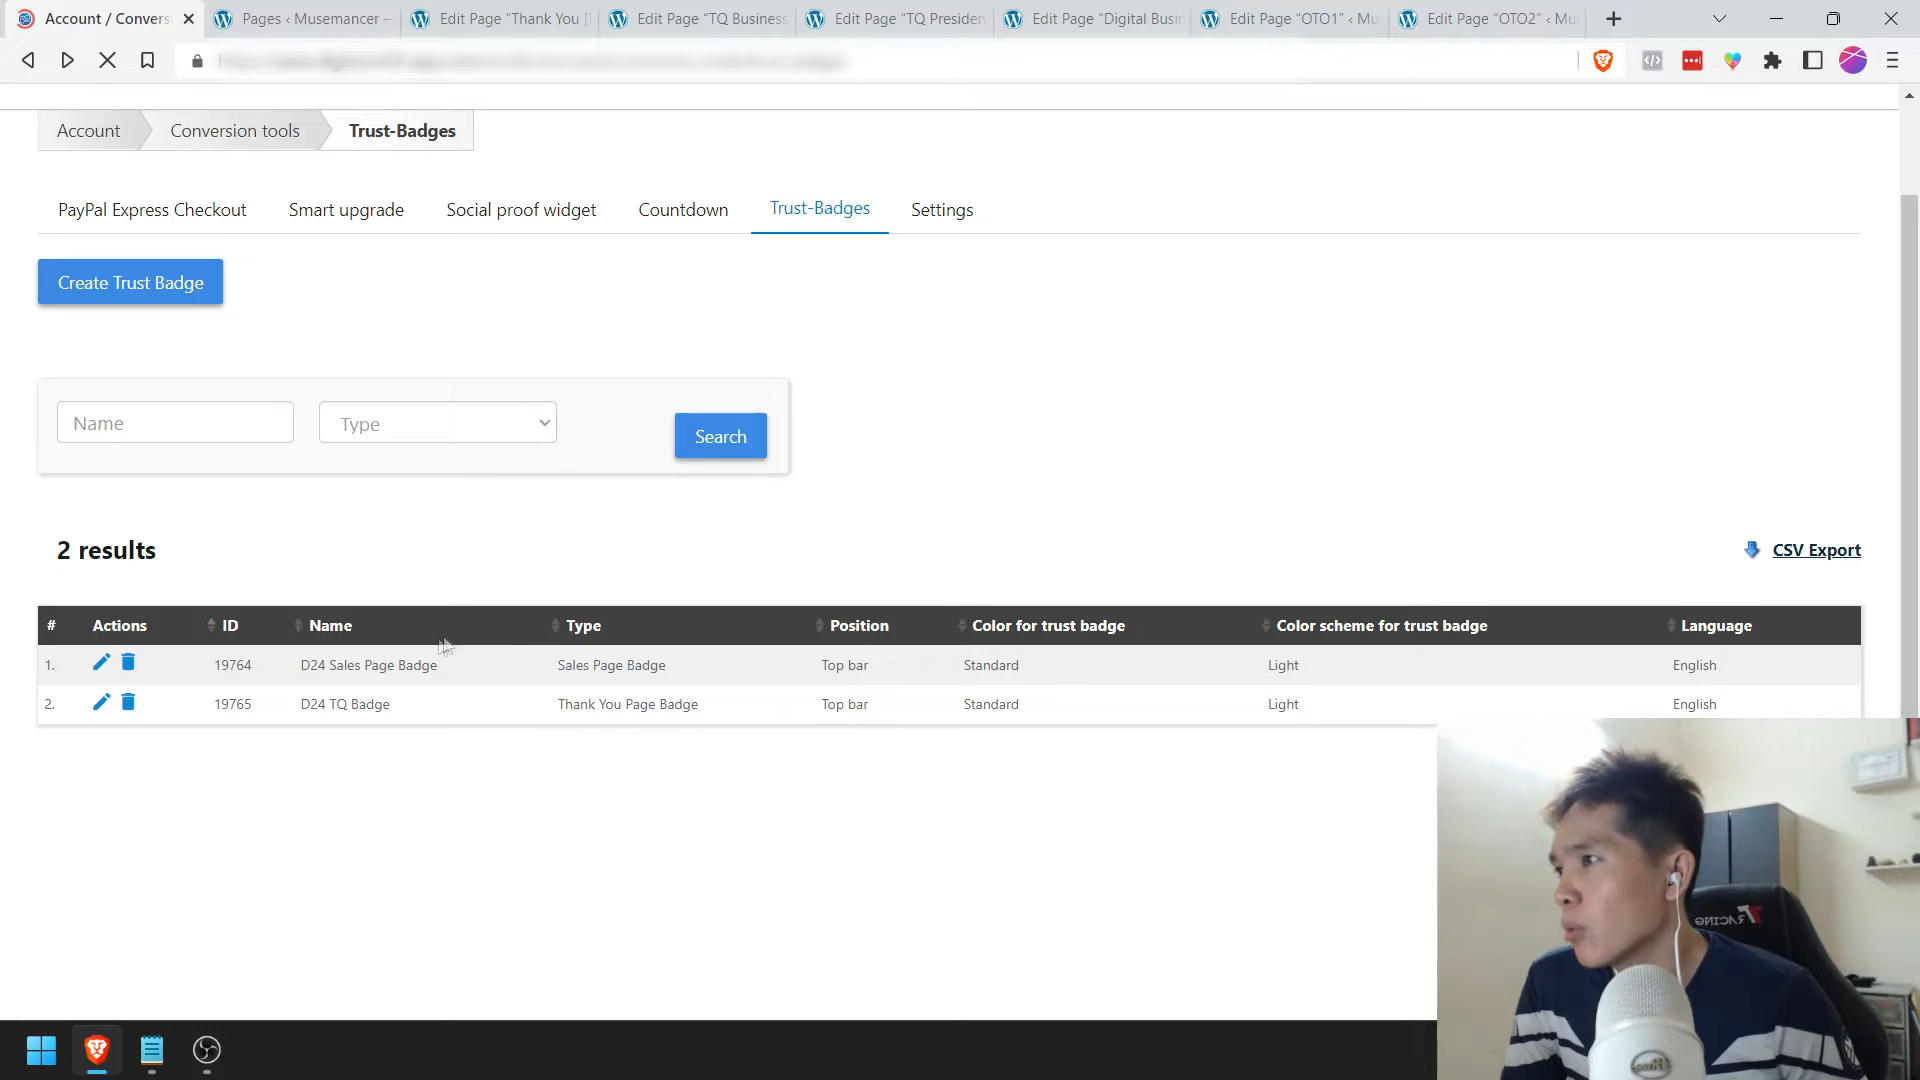 Account / Convers
Pages ‹ Musemancer —
Edit Page “Thank You [
Edit Page “TQ Business
Edit Page “TQ Presiden
Edit Page “Digital Busin
Edit Page “OTO1” ‹ Mu
Edit Page “OTO2” ‹ Mu
Account
Conversion tools
Trust-Badges
PayPal Express Checkout
Smart upgrade
Social proof widget
Countdown
Trust-Badges
Settings
Create Trust Badge
Name
Type
Search
2 results
CSV Export
# Actions ID Name Type Position Color for trust badge Color scheme for trust badge Language
1. 19764 D24 Sales Page Badge Sales Page Badge Top bar Standard Light English
2. 19765 D24 TQ Badge Thank You Page Badge Top bar Standard Light English